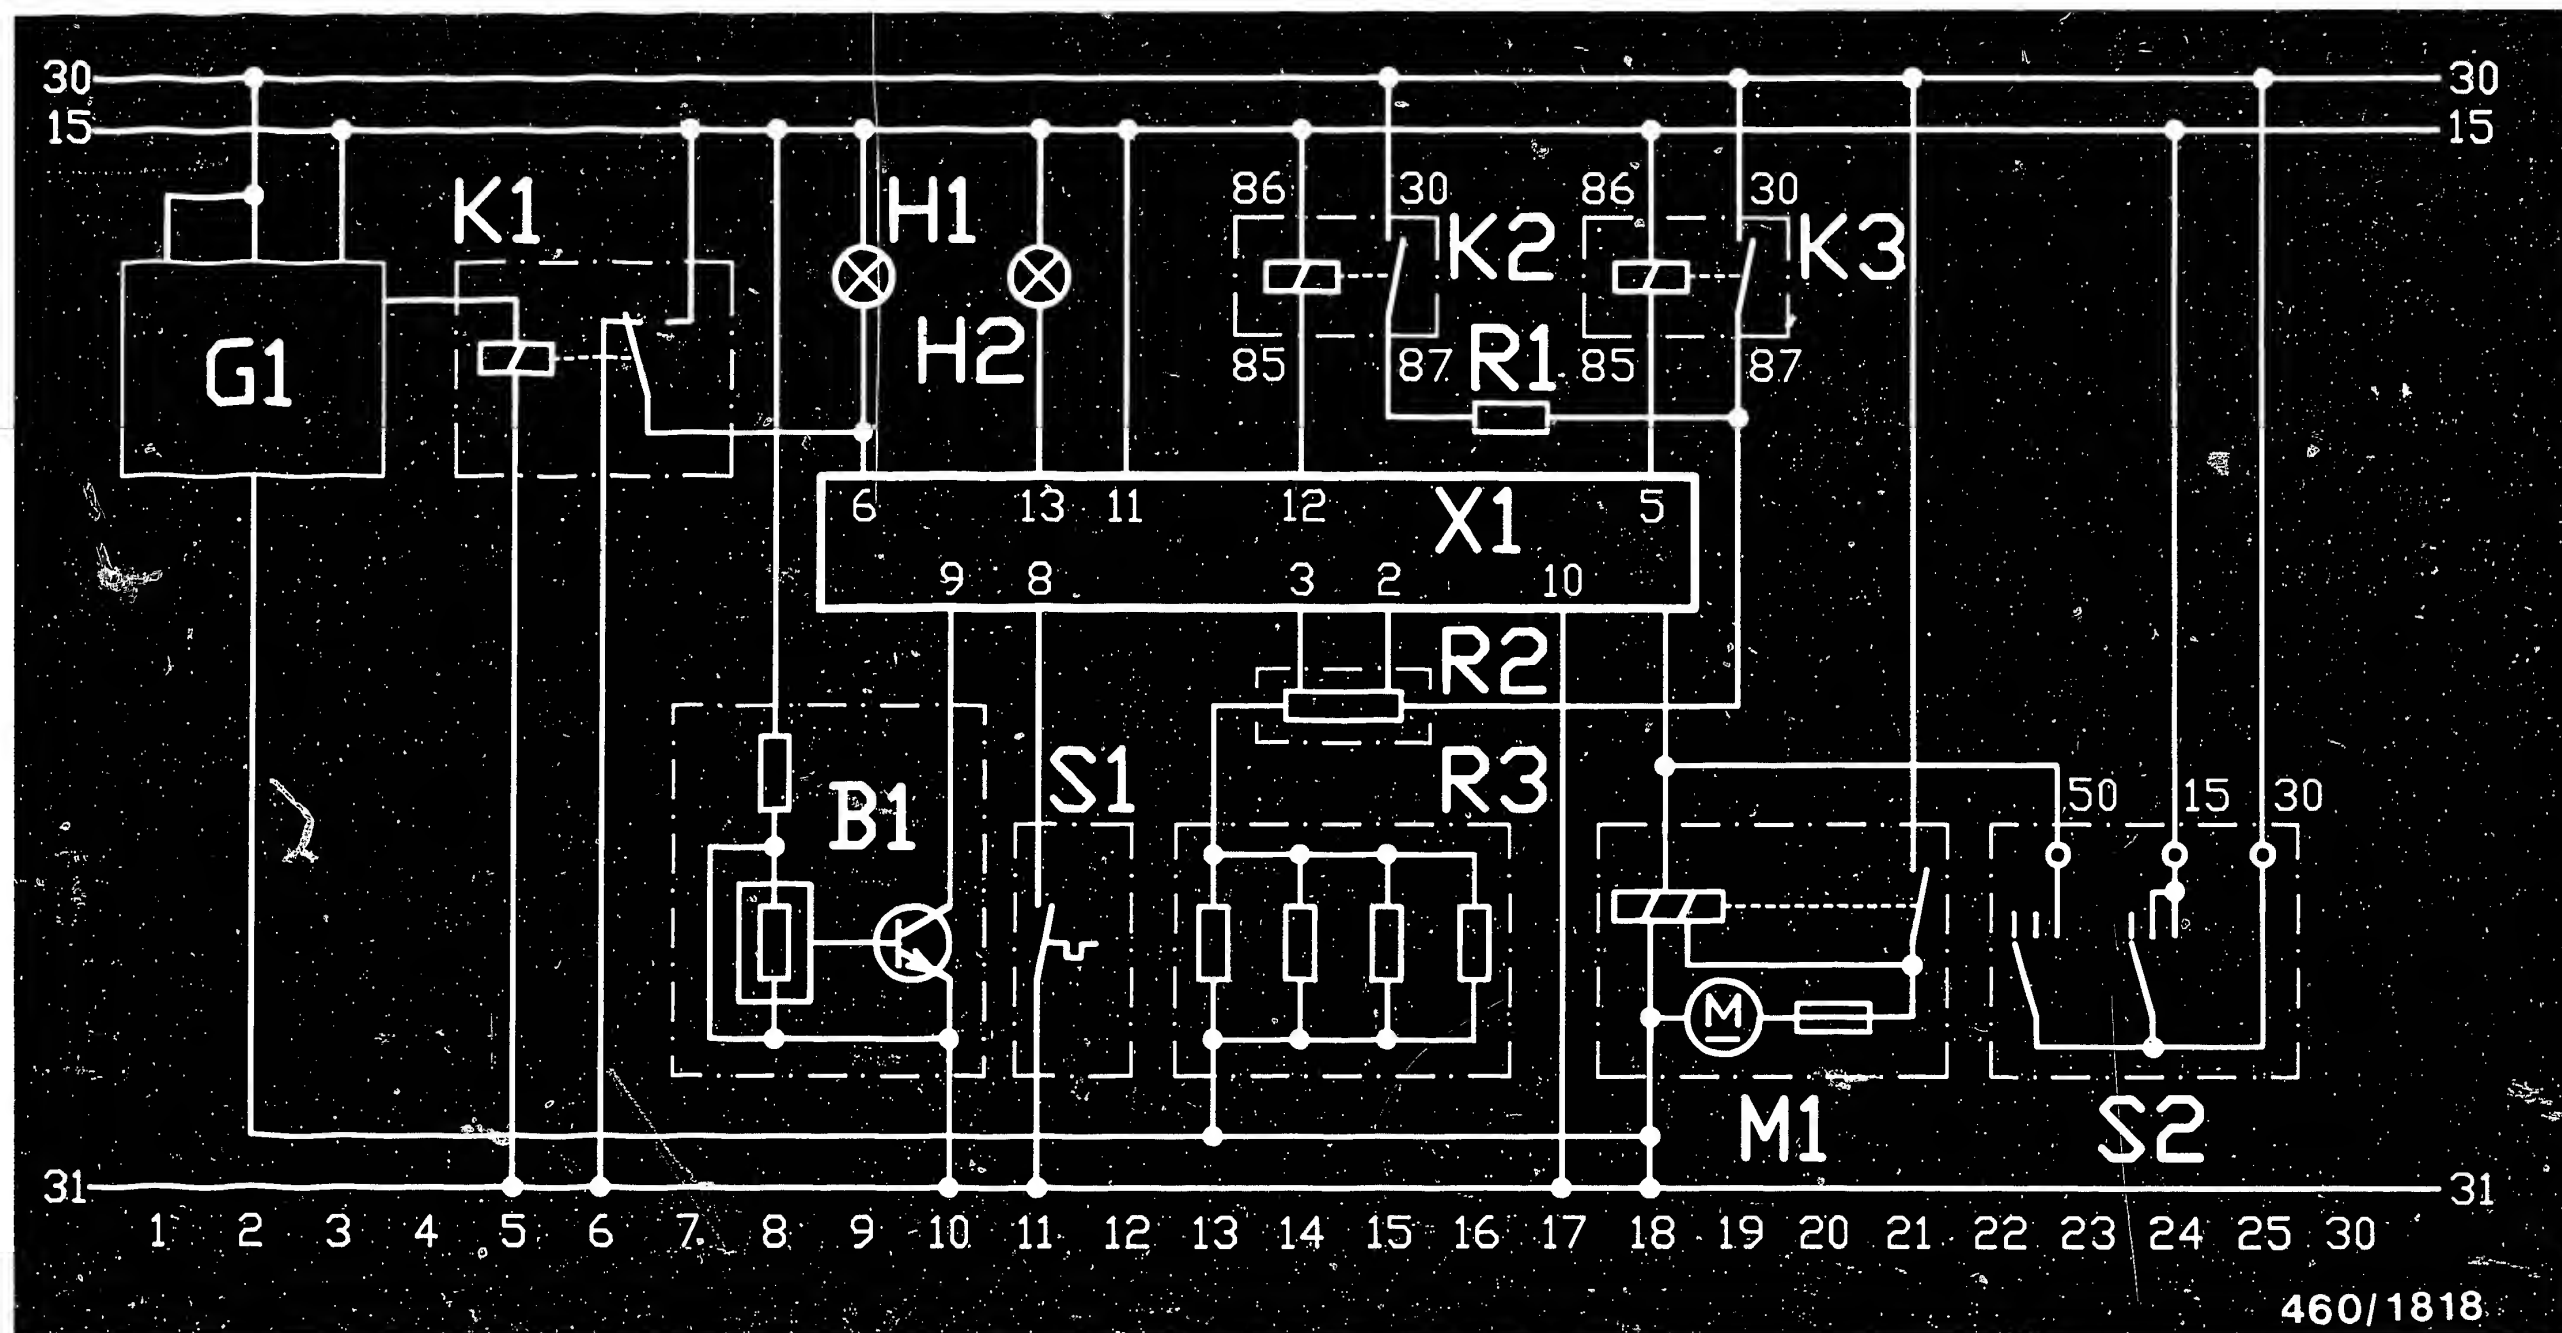 30 30
15 15
86 30 86 30
K1 H1 K2 K3
G1 H2 85 87 R1 85 87
6 13 11 12 X1 5
9 8 3 2 10
R2
B1 S1 R3 50 15 30
M
M1 S2
31 31
1 2 3 4 5 6 7 8 9 10 11 12 13 14 15 16 17 18 19 20 21 22 23 24 25 30
460/1818